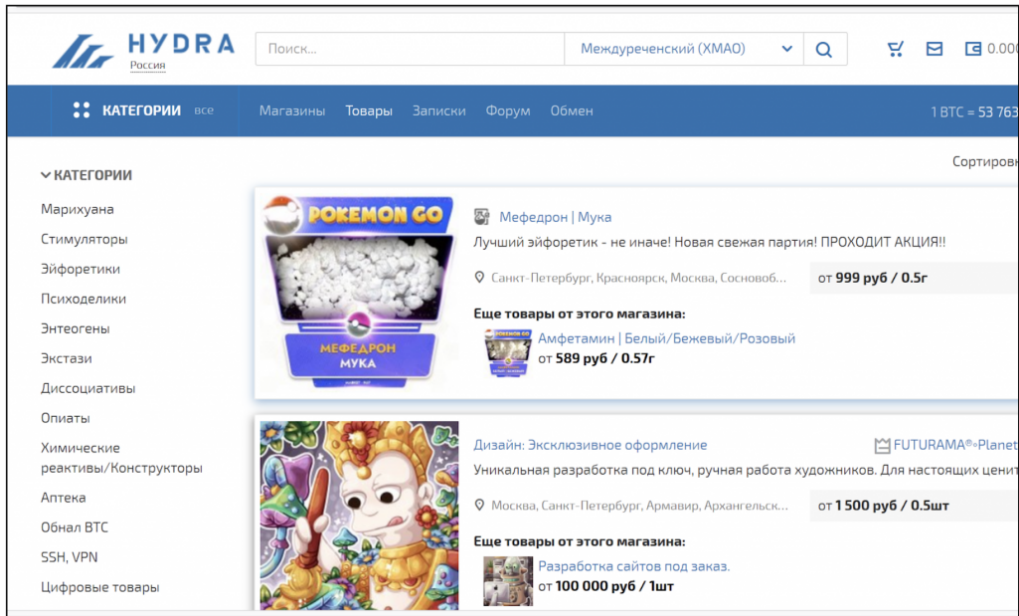 HYDRA
Россия
Поиск...
Междуреченский (ХМАО)
0.000
КАТЕГОРИИ все
Магазины Товары Записки Форум Обмен
1 BTC = 53 763
КАТЕГОРИИ
Сортировк
Марихуана
Стимуляторы
Эйфоретики
Психоделики
Энтеогены
Экстази
Диссоциативы
Опиаты
Химические
реактивы/Конструкторы
Аптека
Обнал BTC
SSH, VPN
Цифровые товары
POKEMON GO
МЕФЕДРОН
МУКА
Мефедрон | Мука
Лучший эйфоретик - не иначе! Новая свежая партия! ПРОХОДИТ АКЦИЯ!!
Санкт-Петербург, Красноярск, Москва, Сосновоб...
от 999 руб / 0.5г
Еще товары от этого магазина:
Амфетамин | Белый/Бежевый/Розовый
от 589 руб / 0.57г
Дизайн: Эксклюзивное оформление
FUTURAMA®•Planet
Уникальная разработка под ключ, ручная работа художников. Для настоящих ценит
Москва, Санкт-Петербург, Армавир, Архангельск...
от 1 500 руб / 0.5шт
Еще товары от этого магазина:
Разработка сайтов под заказ.
от 100 000 руб / 1шт